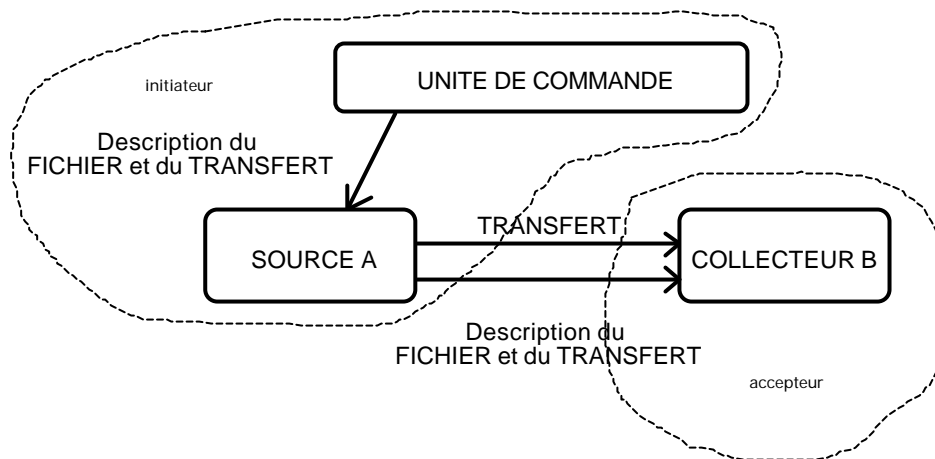 UNITE DE COMMANDE
initiateur
Description du
FICHIER et du TRANSFERT
TRANSFERT
SOURCE A
COLLECTEUR B
Description du
FICHIER et du TRANSFERT
accepteur